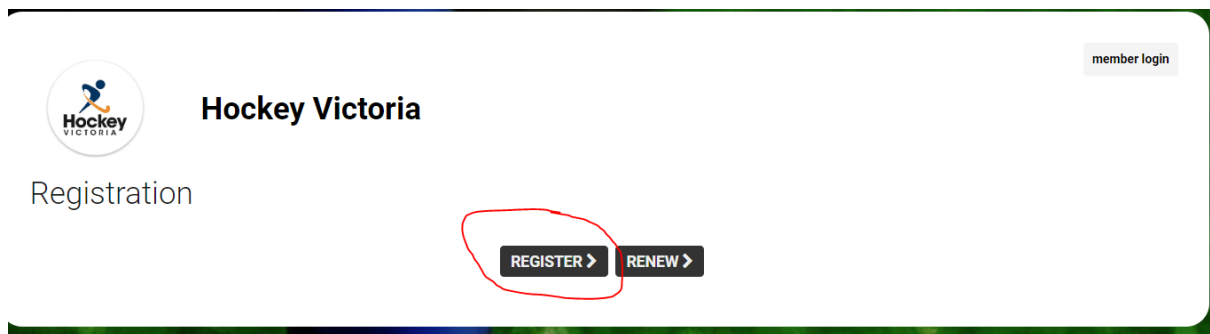 member login
Hockey
VICTORIA
Hockey Victoria
Registration
REGISTER
RENEW